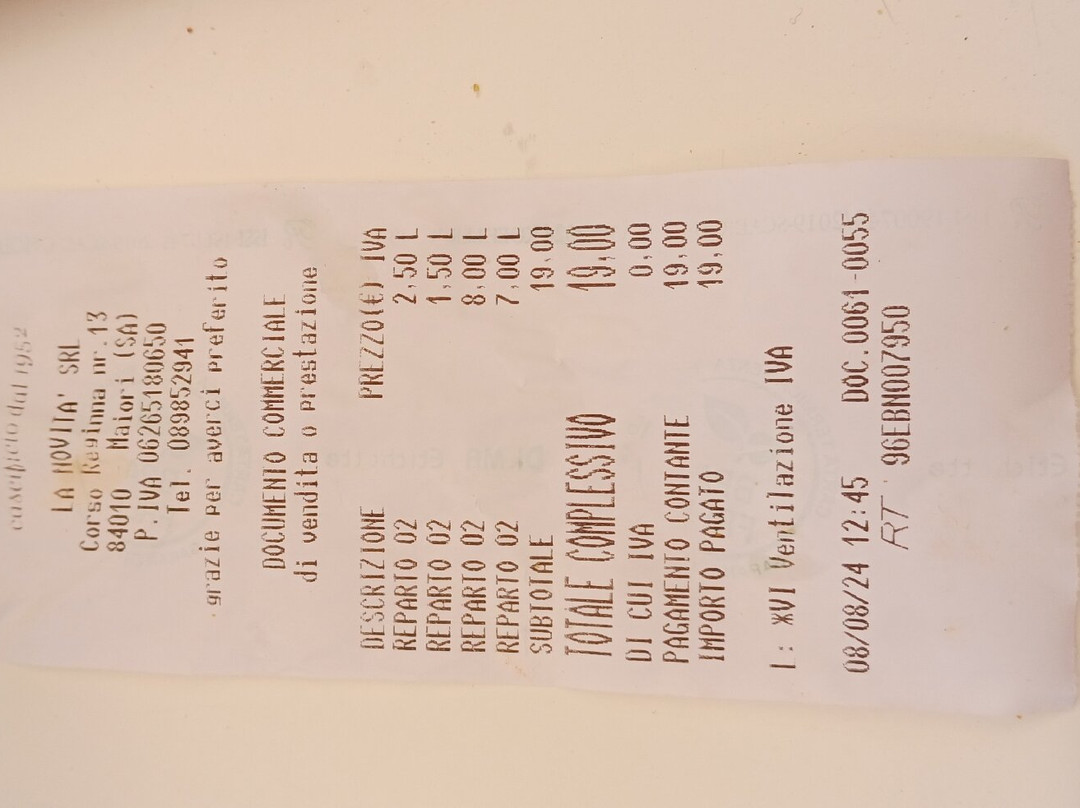 caseificio dal 1952
LA NOVITA' SRL
Corso Reginna nr.13
84010 Maiori (SA)
P.IVA 06265180650
Tel. 089852941
grazie per averci preferito
DOCUMENTO COMMERCIALE
di vendita o prestazione
DESCRIZIONE PREZZO(€) IVA
REPARTO 02 2,50 L
REPARTO 02 1,50 L
REPARTO 02 8,00 L
REPARTO 02 7,00 L
SUBTOTALE 19,00
TOTALE COMPLESSIVO 19,00
DI CUI IVA 0,00
PAGAMENTO CONTANTE 19,00
IMPORTO PAGATO 19,00
L: *VI Ventilazione IVA
08/08/24 12:45 DOC.0061-0055
RT 96EBN007950